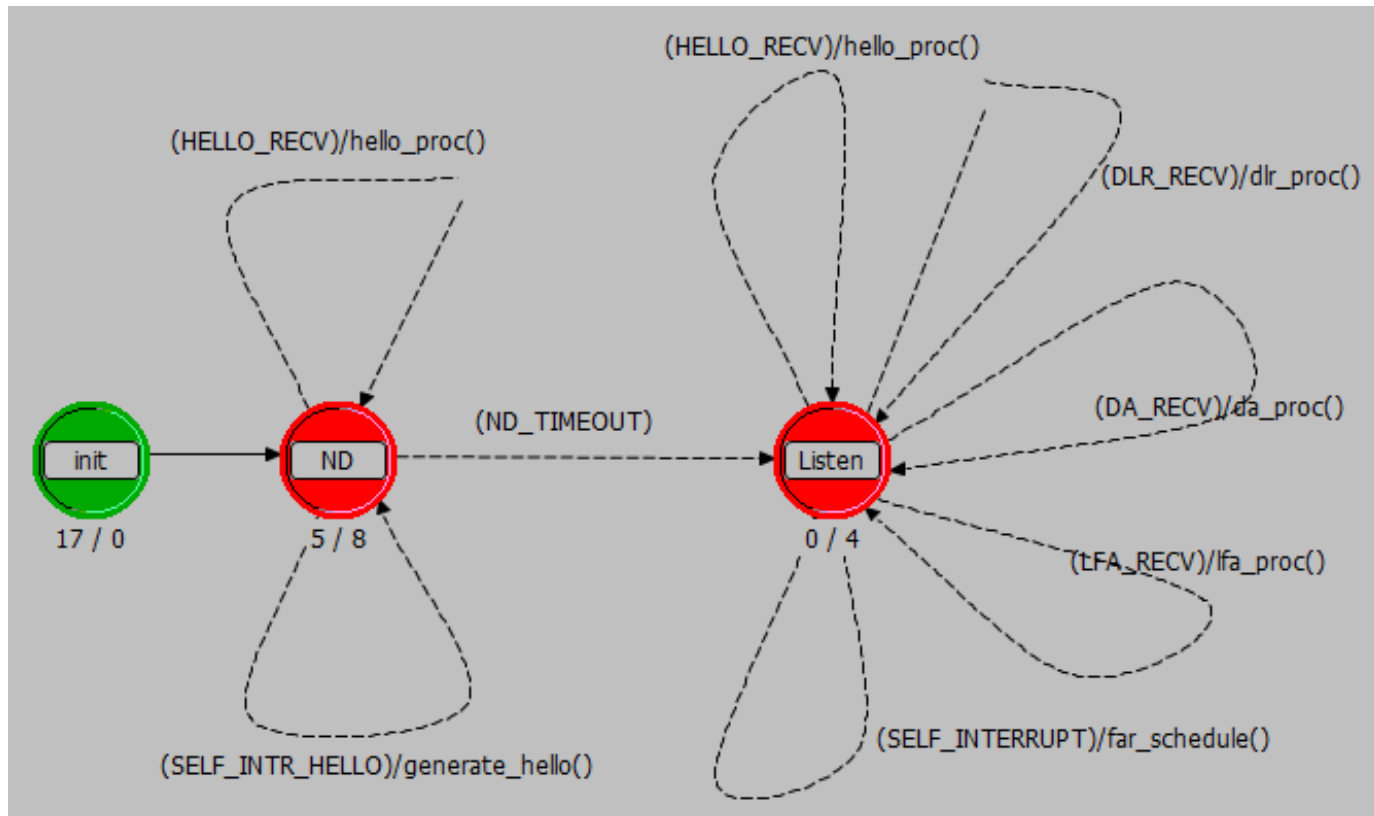 (HELLO_RECV)/hello_proc()
(HELLO_RECV)/hello_proc()
(DLR_RECV)/dlr_proc()
(DA_RECV)/da_proc()
(ND_TIMEOUT)
init
ND
Listen
17 / 0
5 / 8
0 / 4
(LFA_RECV)/lfa_proc()
(SELF_INTERRUPT)/far_schedule()
(SELF_INTR_HELLO)/generate_hello()